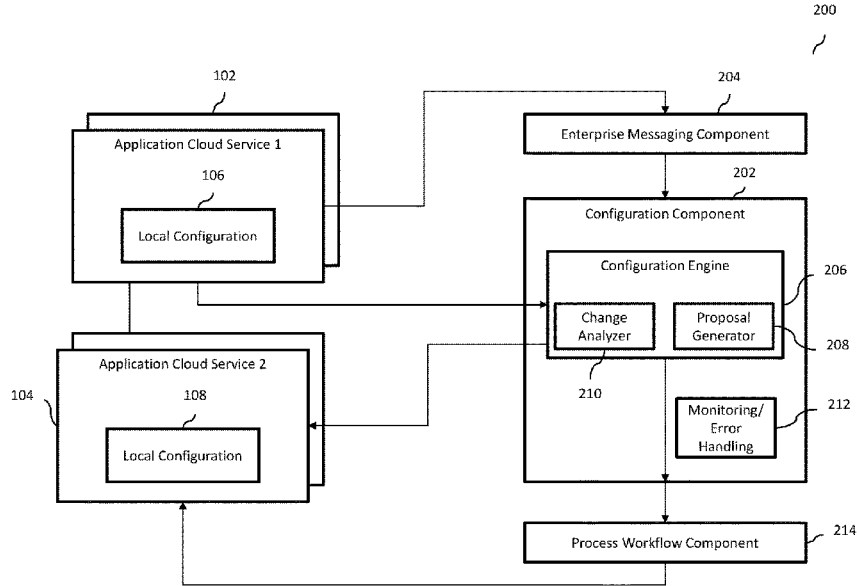 200
102
204
Application Cloud Service 1
Enterprise Messaging Component
106
202
Local Configuration
Configuration Component
Configuration Engine
206
Change
Analyzer
Proposal
Generator
208
210
Application Cloud Service 2
104
108
Local Configuration
Monitoring/
Error
Handling
212
Process Workflow Component
214